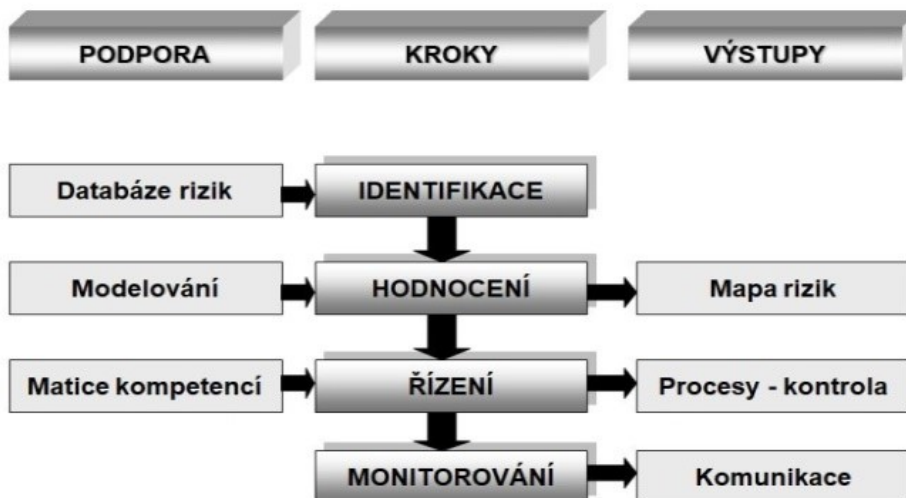 PODPORA
KROKY
VÝSTUPY
Databáze rizik
IDENTIFIKACE
Modelování
HODNOCENÍ
Mapa rizik
Matice kompetencí
ŘÍZENÍ
Procesy - kontrola
MONITOROVÁNÍ
Komunikace